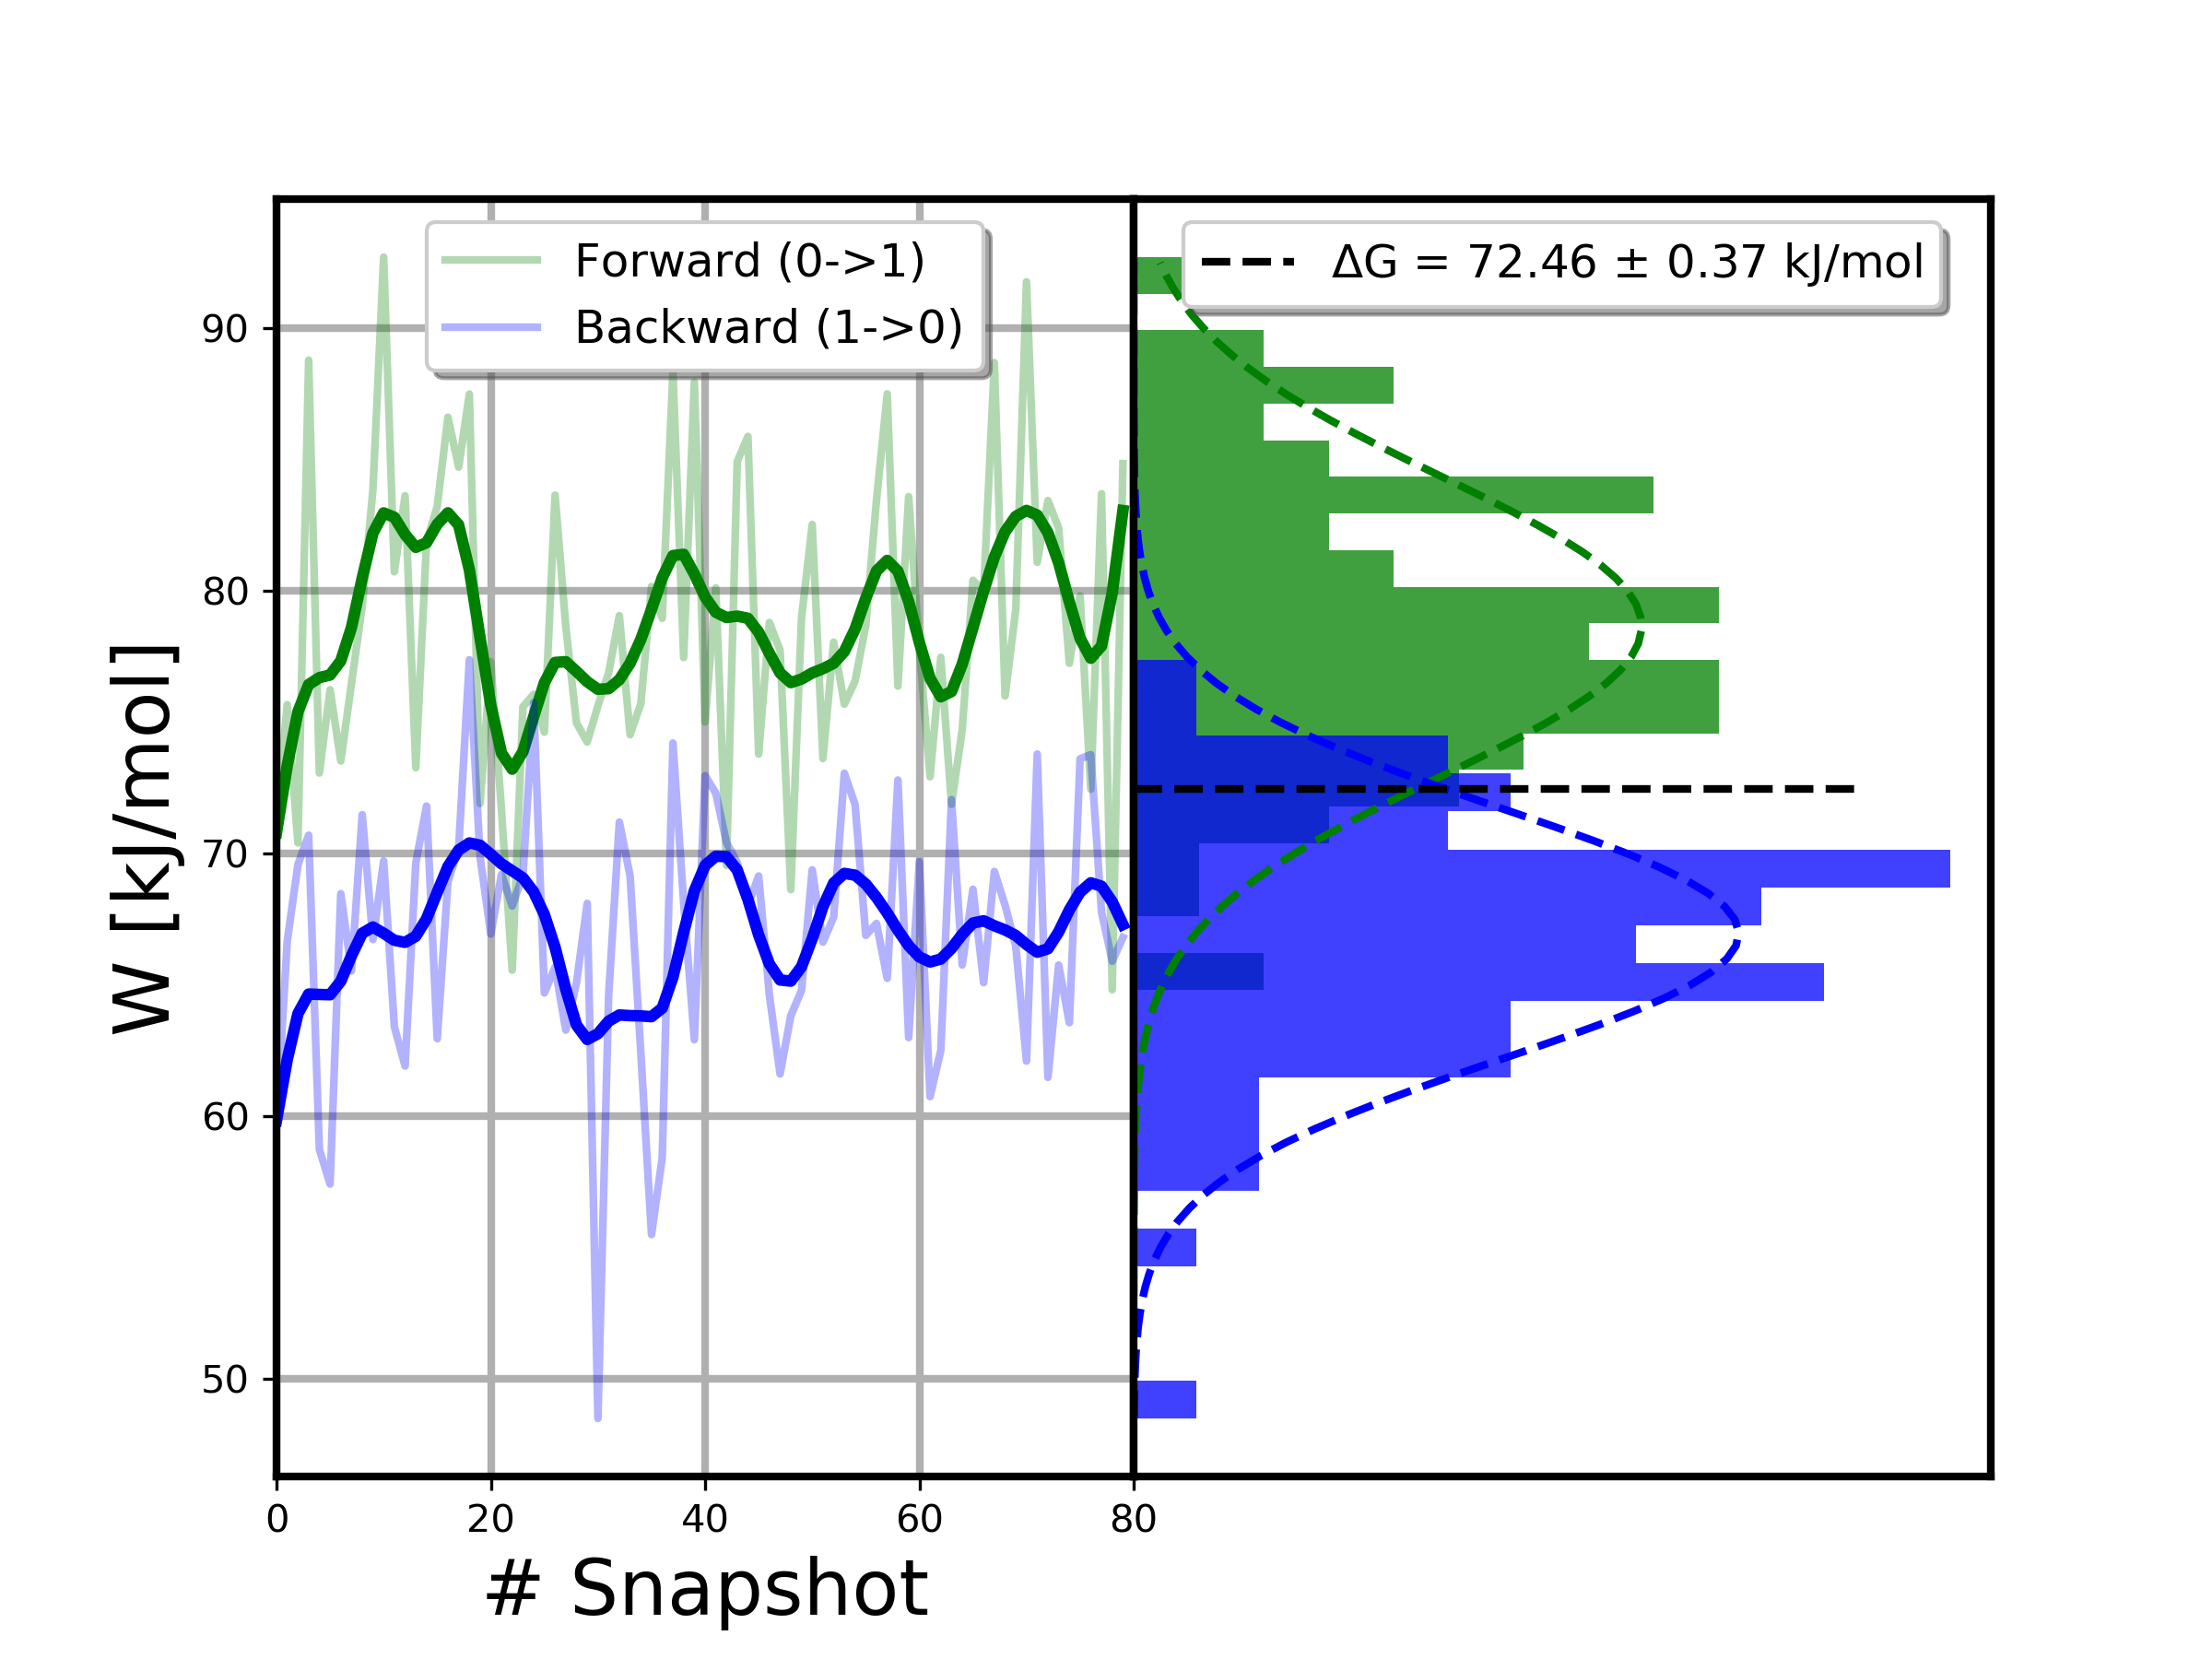 Forward (0->1)
Backward (1->0)
ΔG = 72.46 ± 0.37 kJ/mol
W [kJ/mol]
90
80
70
60
50
0 20 40 60 80
# Snapshot